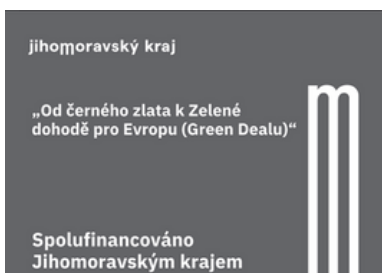 jihomoravský kraj
„Od černého zlata k Zelené
dohodě pro Evropu (Green Dealu)“
Spolufinancováno
Jihomoravským krajem